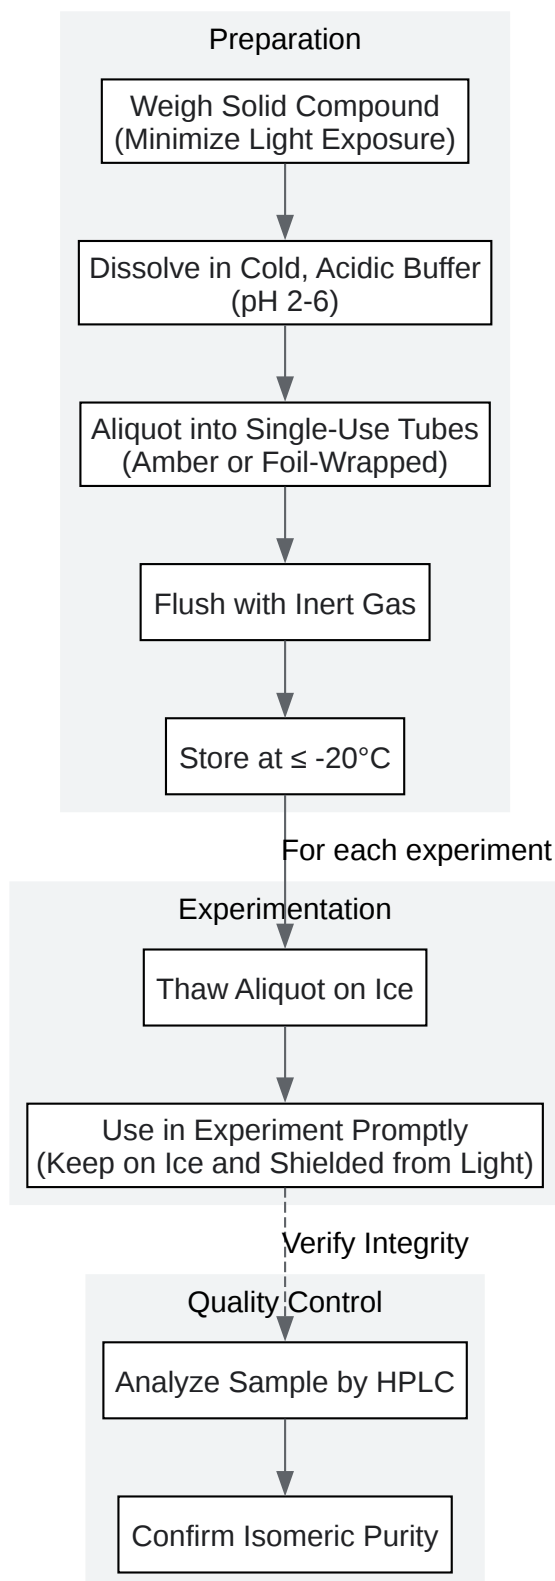 Preparation
Weigh Solid Compound
(Minimize Light Exposure)
Dissolve in Cold, Acidic Buffer
(pH 2-6)
Aliquot into Single-Use Tubes
(Amber or Foil-Wrapped)
Flush with Inert Gas
Store at ≤ -20°C
For each experiment
Experimentation
Thaw Aliquot on Ice
Use in Experiment Promptly
(Keep on Ice and Shielded from Light)
Verify Integrity
Quality Control
Analyze Sample by HPLC
Confirm Isomeric Purity